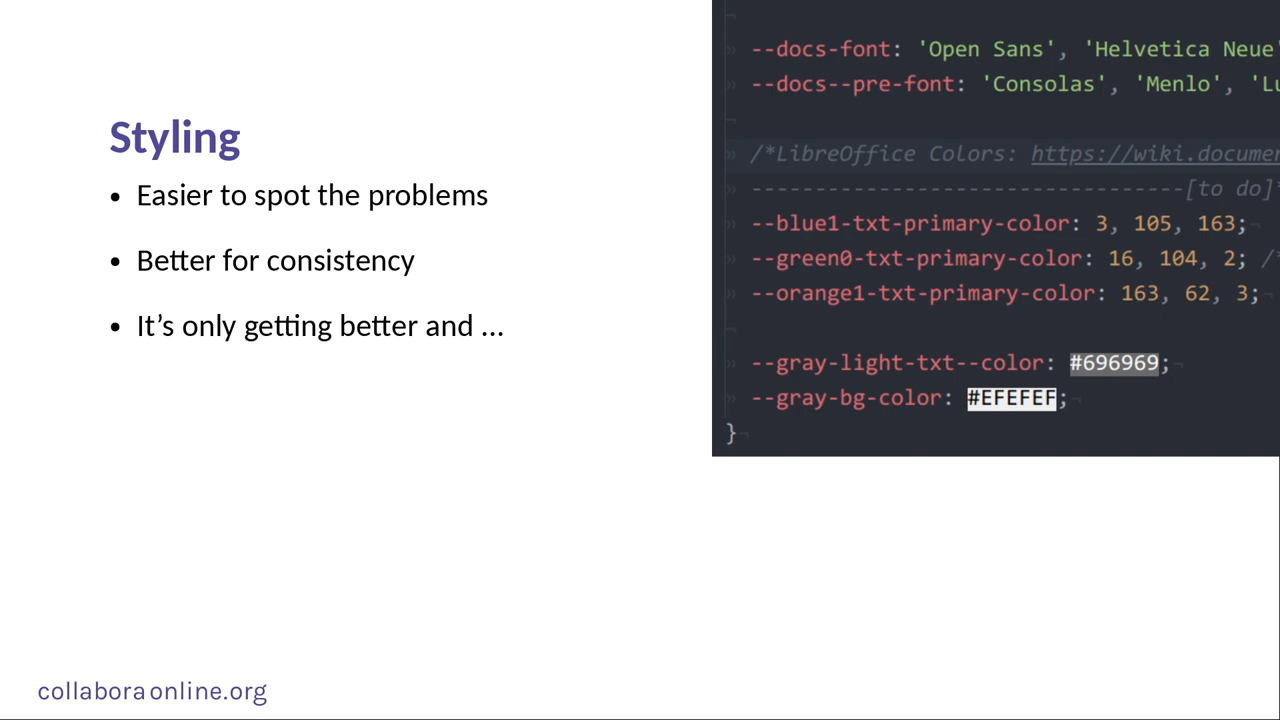 Styling
• Easier to spot the problems
• Better for consistency
• It’s only getting better and ...
--docs-font: 'Open Sans', 'Helvetica Neue'
--docs--pre-font: 'Consolas', 'Menlo', 'Lu
/*LibreOffice Colors: https://wiki.documen
-----------------------------------[to do]*
--blue1-txt-primary-color: 3, 105, 163;
--green0-txt-primary-color: 16, 104, 2; /*
--orange1-txt-primary-color: 163, 62, 3;
--gray-light-txt--color: #696969;
--gray-bg-color: #EFEFEF;
}
collaboraonline.org